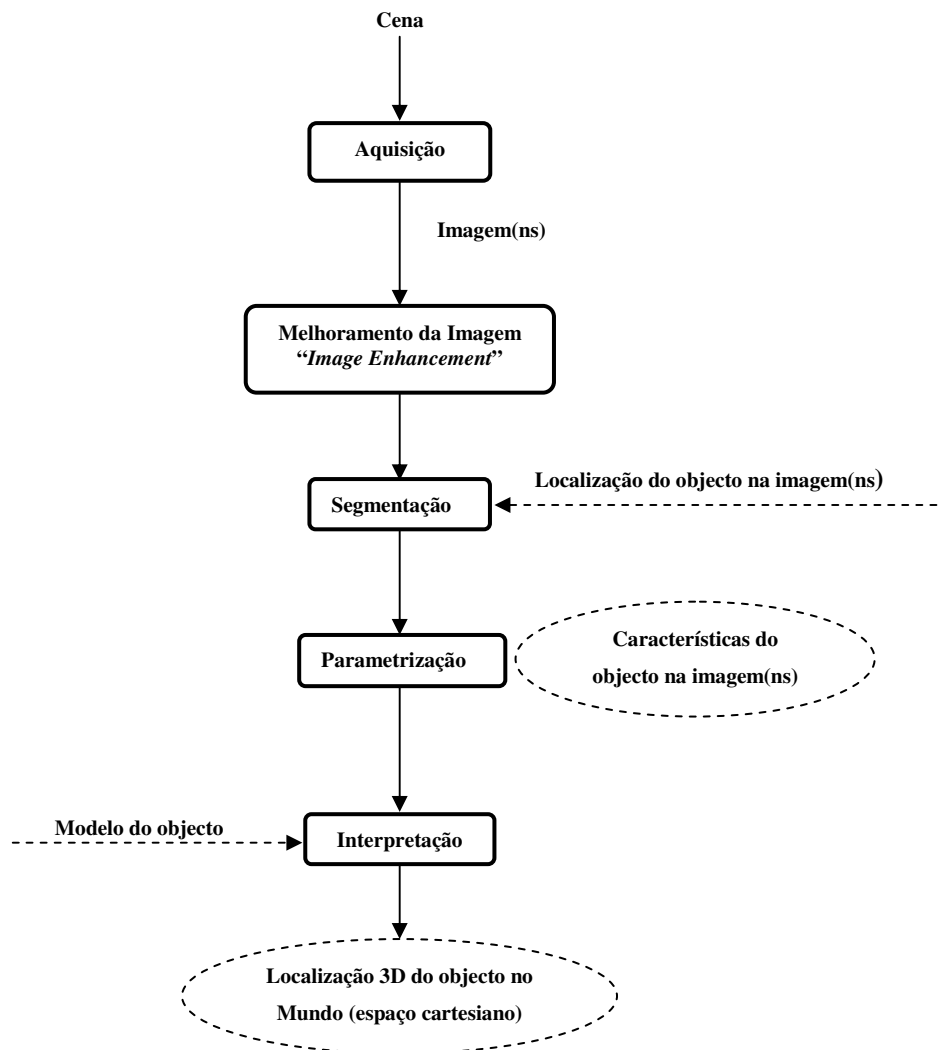 Cena
Aquisição
Imagem(ns)
Melhoramento da Imagem
“Image Enhancement”
Localização do objecto na imagem(ns)
Segmentação
Características do
objecto na imagem(ns)
Parametrização
Modelo do objecto
Interpretação
Localização 3D do objecto no
Mundo (espaço cartesiano)